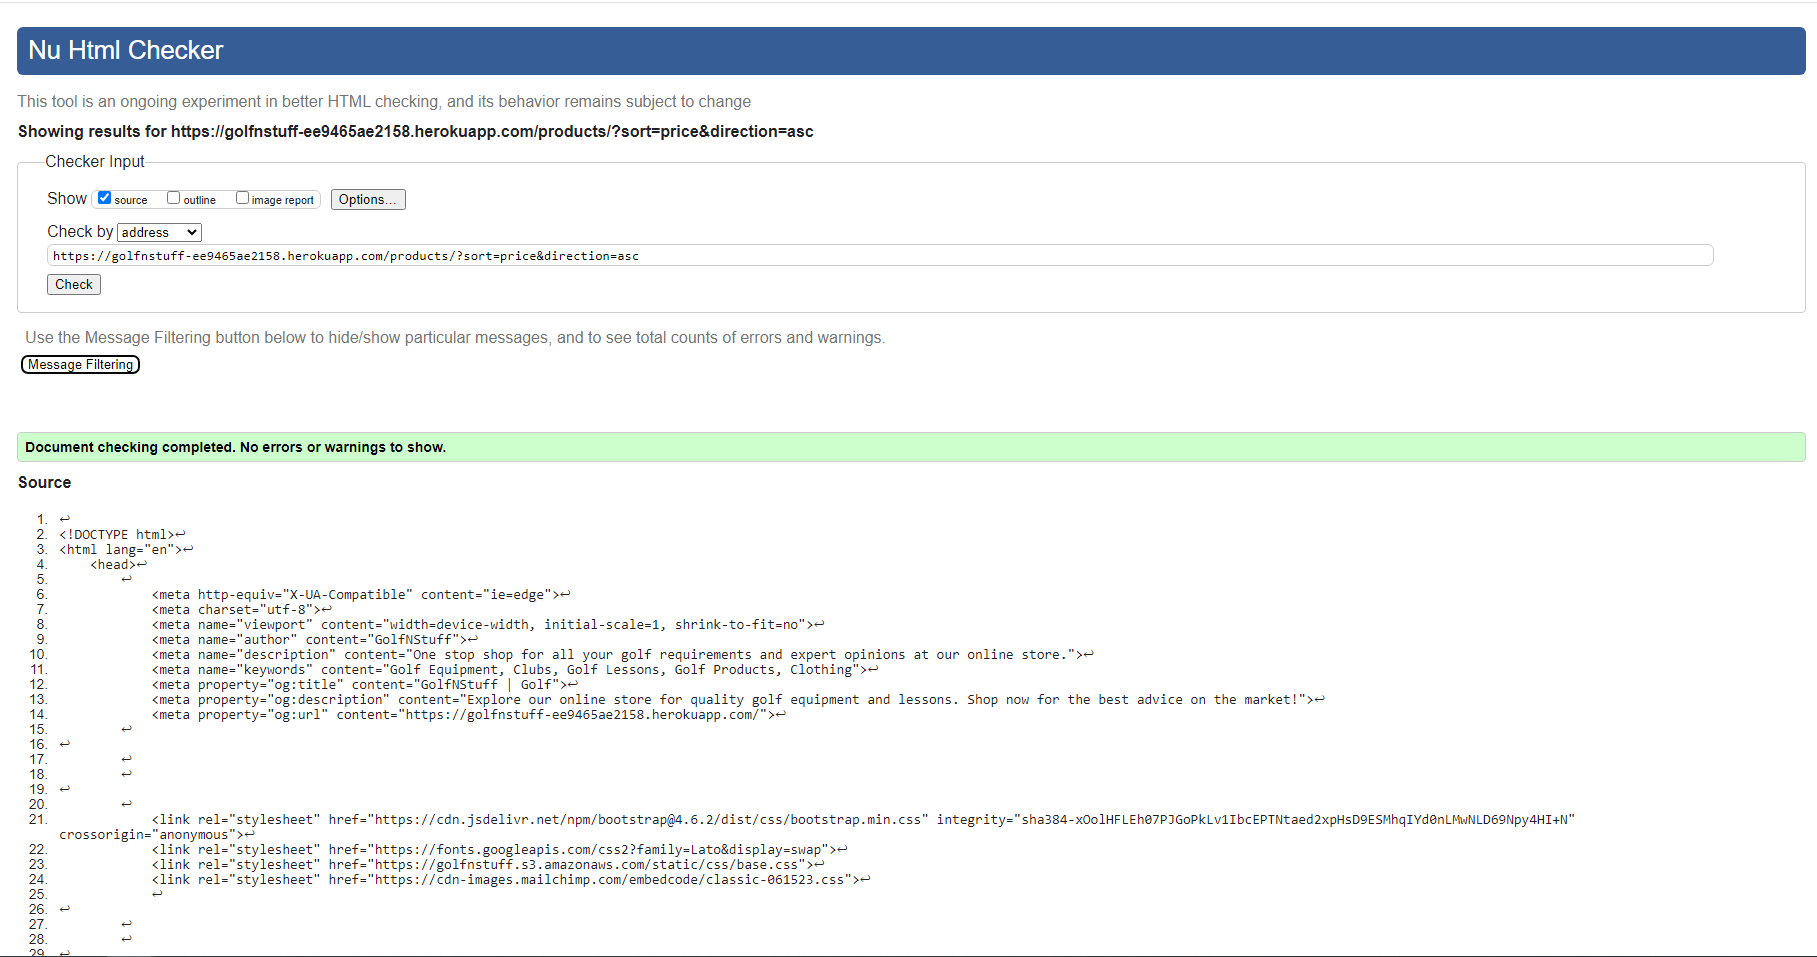 Nu Html Checker
This tool is an ongoing experiment in better HTML checking, and its behavior remains subject to change
Showing results for https://golfnstuff-ee9465ae2158.herokuapp.com/products/?sort=price&direction=asc
Checker Input
Show source outline image report Options...
Check by address
https://golfnstuff-ee9465ae2158.herokuapp.com/products/?sort=price&direction=asc
Check
Use the Message Filtering button below to hide/show particular messages, and to see total counts of errors and warnings.
Message Filtering
Document checking completed. No errors or warnings to show.
Source
1. ↩
2. <!DOCTYPE html>↩
3. <html lang="en">↩
4. <head>↩
5. ↩
6. <meta http-equiv="X-UA-Compatible" content="ie=edge">↩
7. <meta charset="utf-8">↩
8. <meta name="viewport" content="width=device-width, initial-scale=1, shrink-to-fit=no">↩
9. <meta name="author" content="GolfNStuff">↩
10. <meta name="description" content="One stop shop for all your golf requirements and expert opinions at our online store.">↩
11. <meta name="keywords" content="Golf Equipment, Clubs, Golf Lessons, Golf Products, Clothing">↩
12. <meta property="og:title" content="GolfNStuff | Golf">↩
13. <meta property="og:description" content="Explore our online store for quality golf equipment and lessons. Shop now for the best advice on the market!">↩
14. <meta property="og:url" content="https://golfnstuff-ee9465ae2158.herokuapp.com/">↩
15. ↩
16. ↩
17. ↩
18. ↩
19. ↩
20. ↩
21. <link rel="stylesheet" href="https://cdn.jsdelivr.net/npm/bootstrap@4.6.2/dist/css/bootstrap.min.css" integrity="sha384-xOolHFLEh07PJGoPkLv1IbcEPTNtaed2xpHsD9ESMhqIYd0nLMwNLD69Npy4HI+N"
crossorigin="anonymous">↩
22. <link rel="stylesheet" href="https://fonts.googleapis.com/css2?family=Lato&display=swap">↩
23. <link rel="stylesheet" href="https://golfnstuff.s3.amazonaws.com/static/css/base.css">↩
24. <link rel="stylesheet" href="https://cdn-images.mailchimp.com/embedcode/classic-061523.css">↩
25. ↩
26. ↩
27. ↩
28. ↩
29. ↩